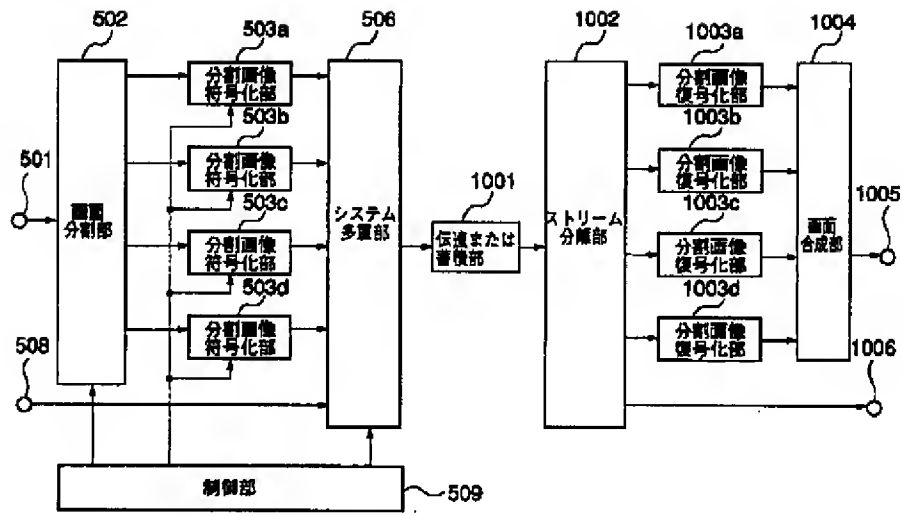 502
503a
506
1002
1003a
1004
分割画像
符号化部
分割画像
復号化部
503b
1003b
501
分割画像
符号化部
分割画像
復号化部
画面
分割部
503c
システム
多重部
1001
伝達または
蓄積部
ストリーム
分離部
1003c
画面
合成部
1005
分割画像
符号化部
分割画像
復号化部
503d
1003d
分割画像
符号化部
分割画像
復号化部
508
1006
制御部
509